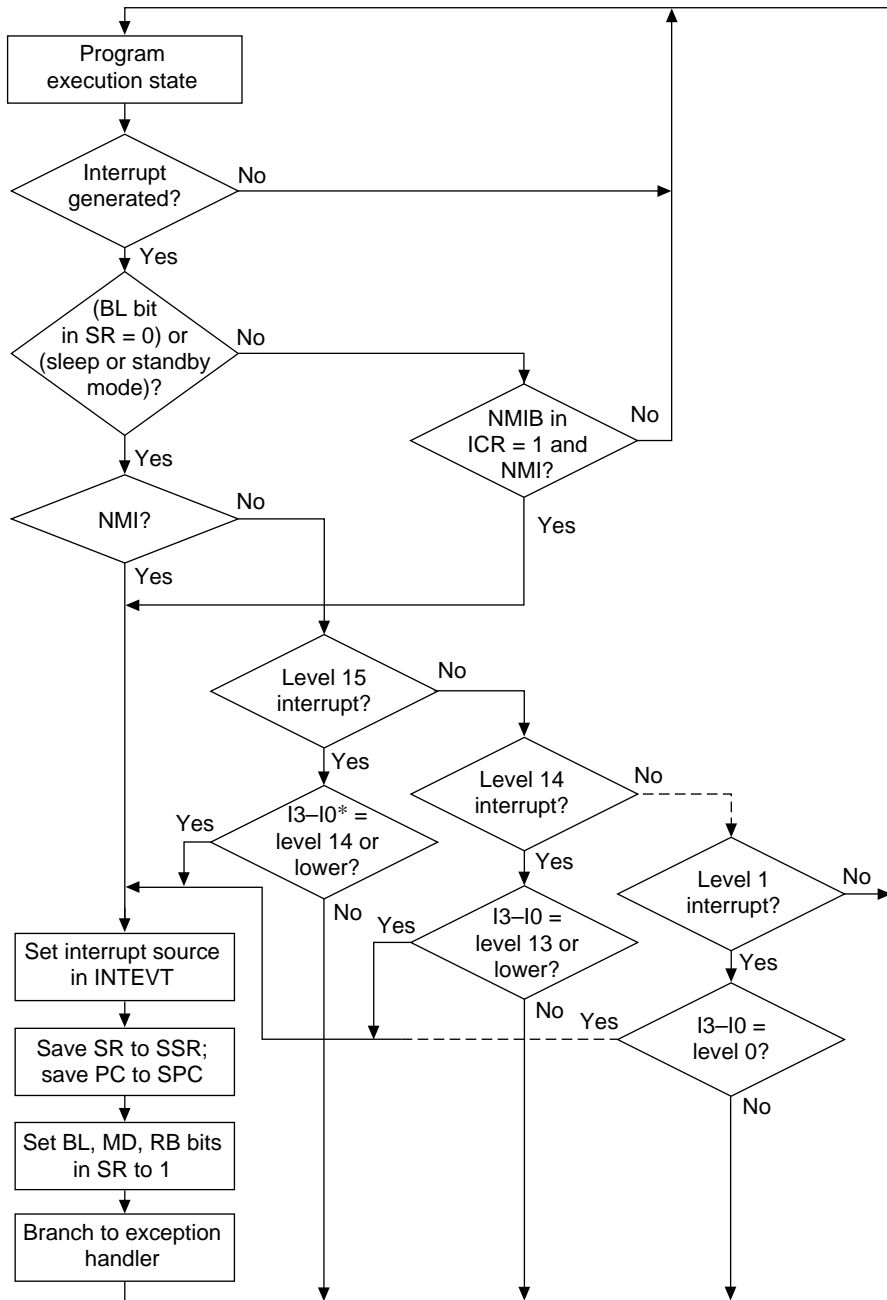 Program
execution state
Interrupt
generated?
No
Yes
(BL bit
in SR = 0) or
(sleep or standby
mode)?
No
Yes
NMIB in
ICR = 1 and
NMI?
No
Yes
NMI?
No
Yes
Level 15
interrupt?
No
Yes
Level 14
interrupt?
No
Yes
I3–I0* =
level 14 or
lower?
Yes
No
Level 1
interrupt?
No
Yes
I3–I0 =
level 13 or
lower?
Yes
No
I3–I0 =
level 0?
Yes
No
Set interrupt source
in INTEVT
Save SR to SSR;
save PC to SPC
Set BL, MD, RB bits
in SR to 1
Branch to exception
handler